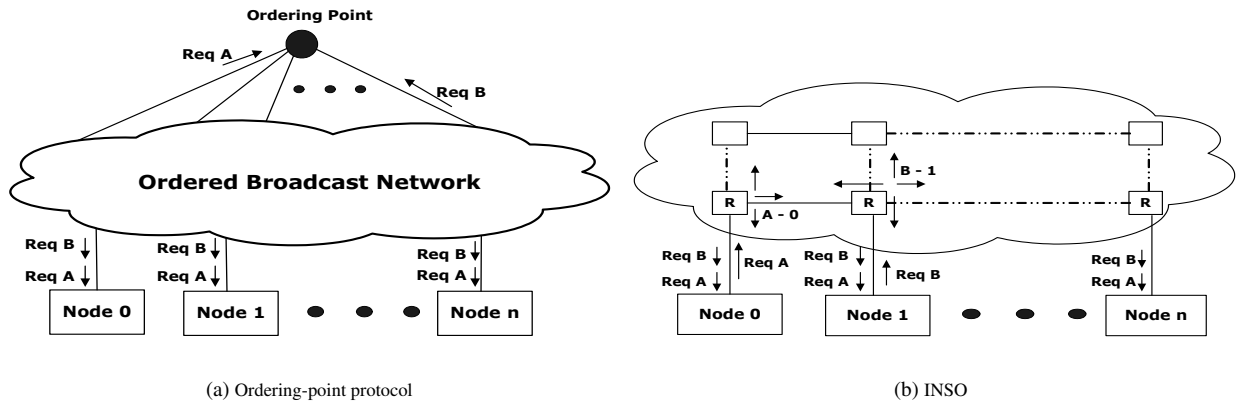 Ordering Point
Req A
Req B
Ordered Broadcast Network
Req B
Req A
Req B
Req A
Req B
Req A
Node 0
Node 1
Node n
(a) Ordering-point protocol
B - 1
R
R
R
A - 0
Req B
Req A
Req A
Req B
Req A
Req B
Req B
Req A
Node 0
Node 1
Node n
(b) INSO